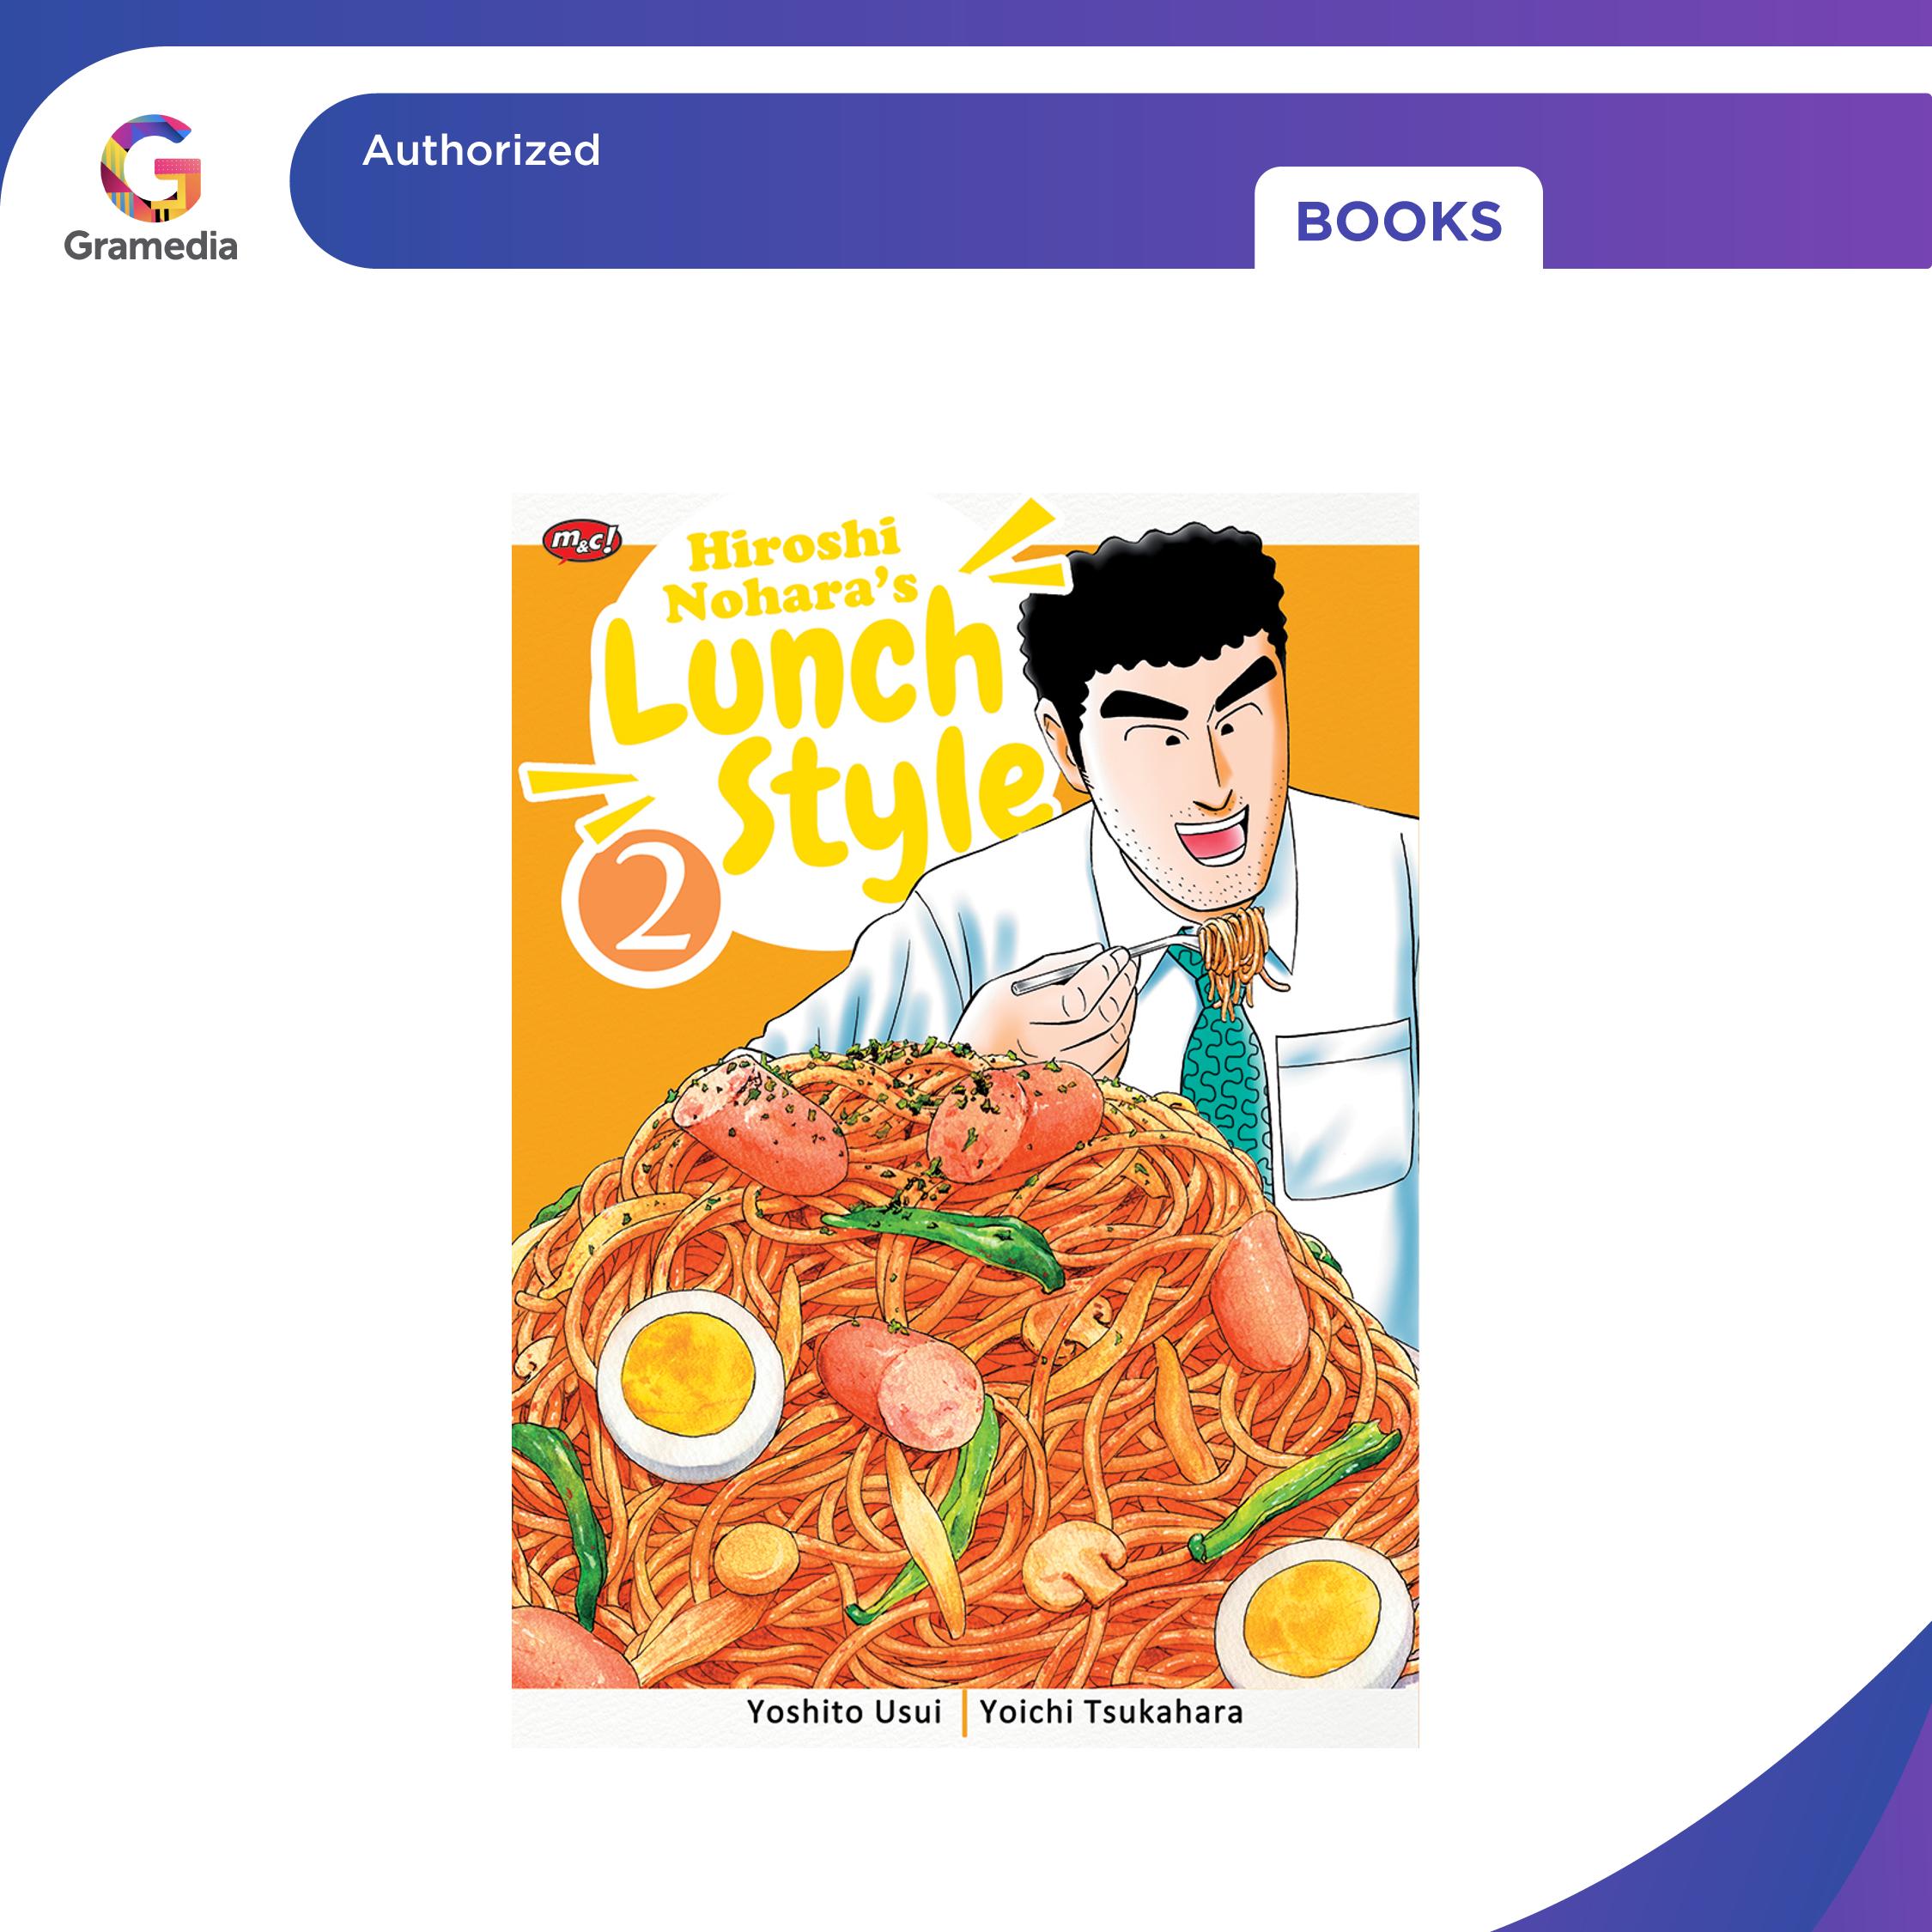 Gramedia
Authorized
BOOKS
m&c!
Hiroshi
Nohara's
Lunch
Style
2
Yoshito Usui | Yoichi Tsukahara